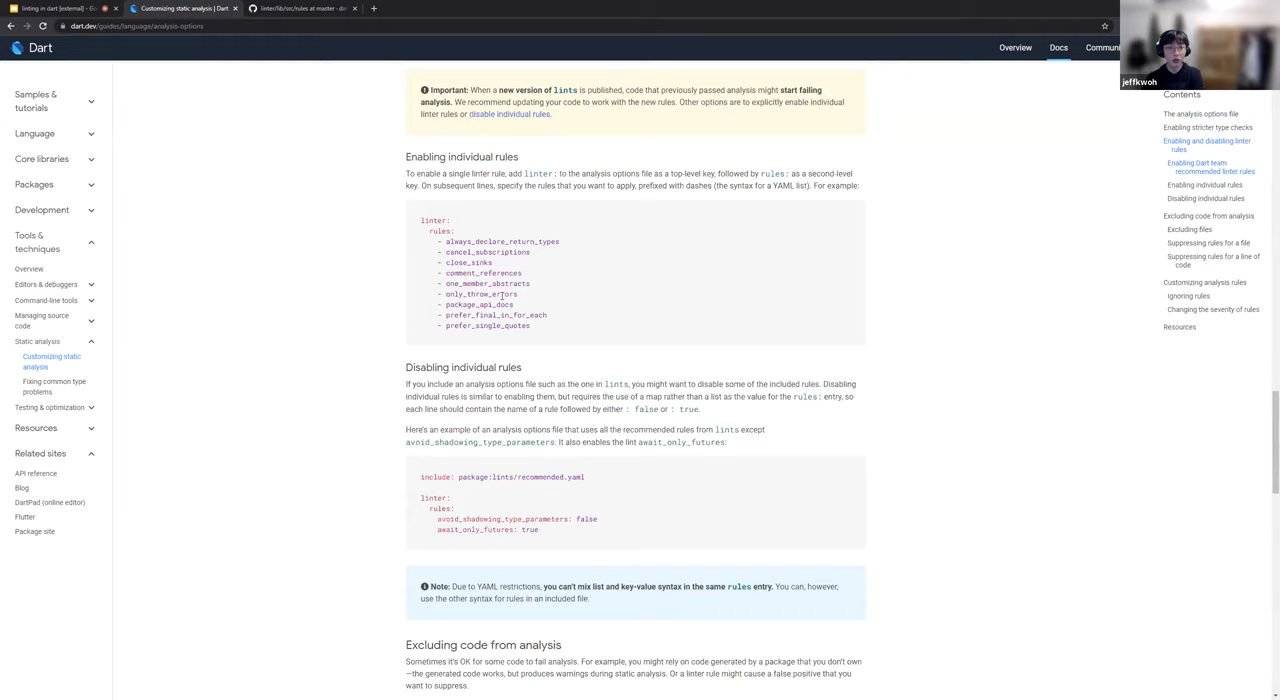 linting in dart [external]
Customizing static analysis | Dart
linter/lib/src/rules at master · da
dart.dev/guides/language/analysis-options
Dart
Overview
Docs
Commun
jeffkwoh
Samples &
tutorials
Language
Core libraries
Packages
Development
Tools &
techniques
Overview
Editors & debuggers
Command-line tools
Managing source
code
Static analysis
Customizing static
analysis
Fixing common type
problems
Testing & optimization
Resources
Related sites
API reference
Blog
DartPad (online editor)
Flutter
Package site
Important: When a new version of lints is published, code that previously passed analysis might start failing
analysis. We recommend updating your code to work with the new rules. Other options are to explicitly enable individual
linter rules or disable individual rules.
Enabling individual rules
To enable a single linter rule, add linter: to the analysis options file as a top-level key, followed by rules: as a second-level
key. On subsequent lines, specify the rules that you want to apply, prefixed with dashes (the syntax for a YAML list). For example:
linter:
rules:
- always_declare_return_types
- cancel_subscriptions
- close_sinks
- comment_references
- one_member_abstracts
- only_throw_errors
- package_api_docs
- prefer_final_in_for_each
- prefer_single_quotes
Disabling individual rules
If you include an analysis options file such as the one in lints, you might want to disable some of the included rules. Disabling
individual rules is similar to enabling them, but requires the use of a map rather than a list as the value for the rules: entry, so
each line should contain the name of a rule followed by either : false or : true.
Here's an example of an analysis options file that uses all the recommended rules from lints except
avoid_shadowing_type_parameters. It also enables the lint await_only_futures:
include: package:lints/recommended.yaml
linter:
rules:
avoid_shadowing_type_parameters: false
await_only_futures: true
Note: Due to YAML restrictions, you can't mix list and key-value syntax in the same rules entry. You can, however,
use the other syntax for rules in an included file.
Excluding code from analysis
Sometimes it's OK for some code to fail analysis. For example, you might rely on code generated by a package that you don't own
—the generated code works, but produces warnings during static analysis. Or a linter rule might cause a false positive that you
want to suppress.
Contents
The analysis options file
Enabling stricter type checks
Enabling and disabling linter
rules
Enabling Dart team
recommended linter rules
Enabling individual rules
Disabling individual rules
Excluding code from analysis
Excluding files
Suppressing rules for a file
Suppressing rules for a line of
code
Customizing analysis rules
Ignoring rules
Changing the severity of rules
Resources